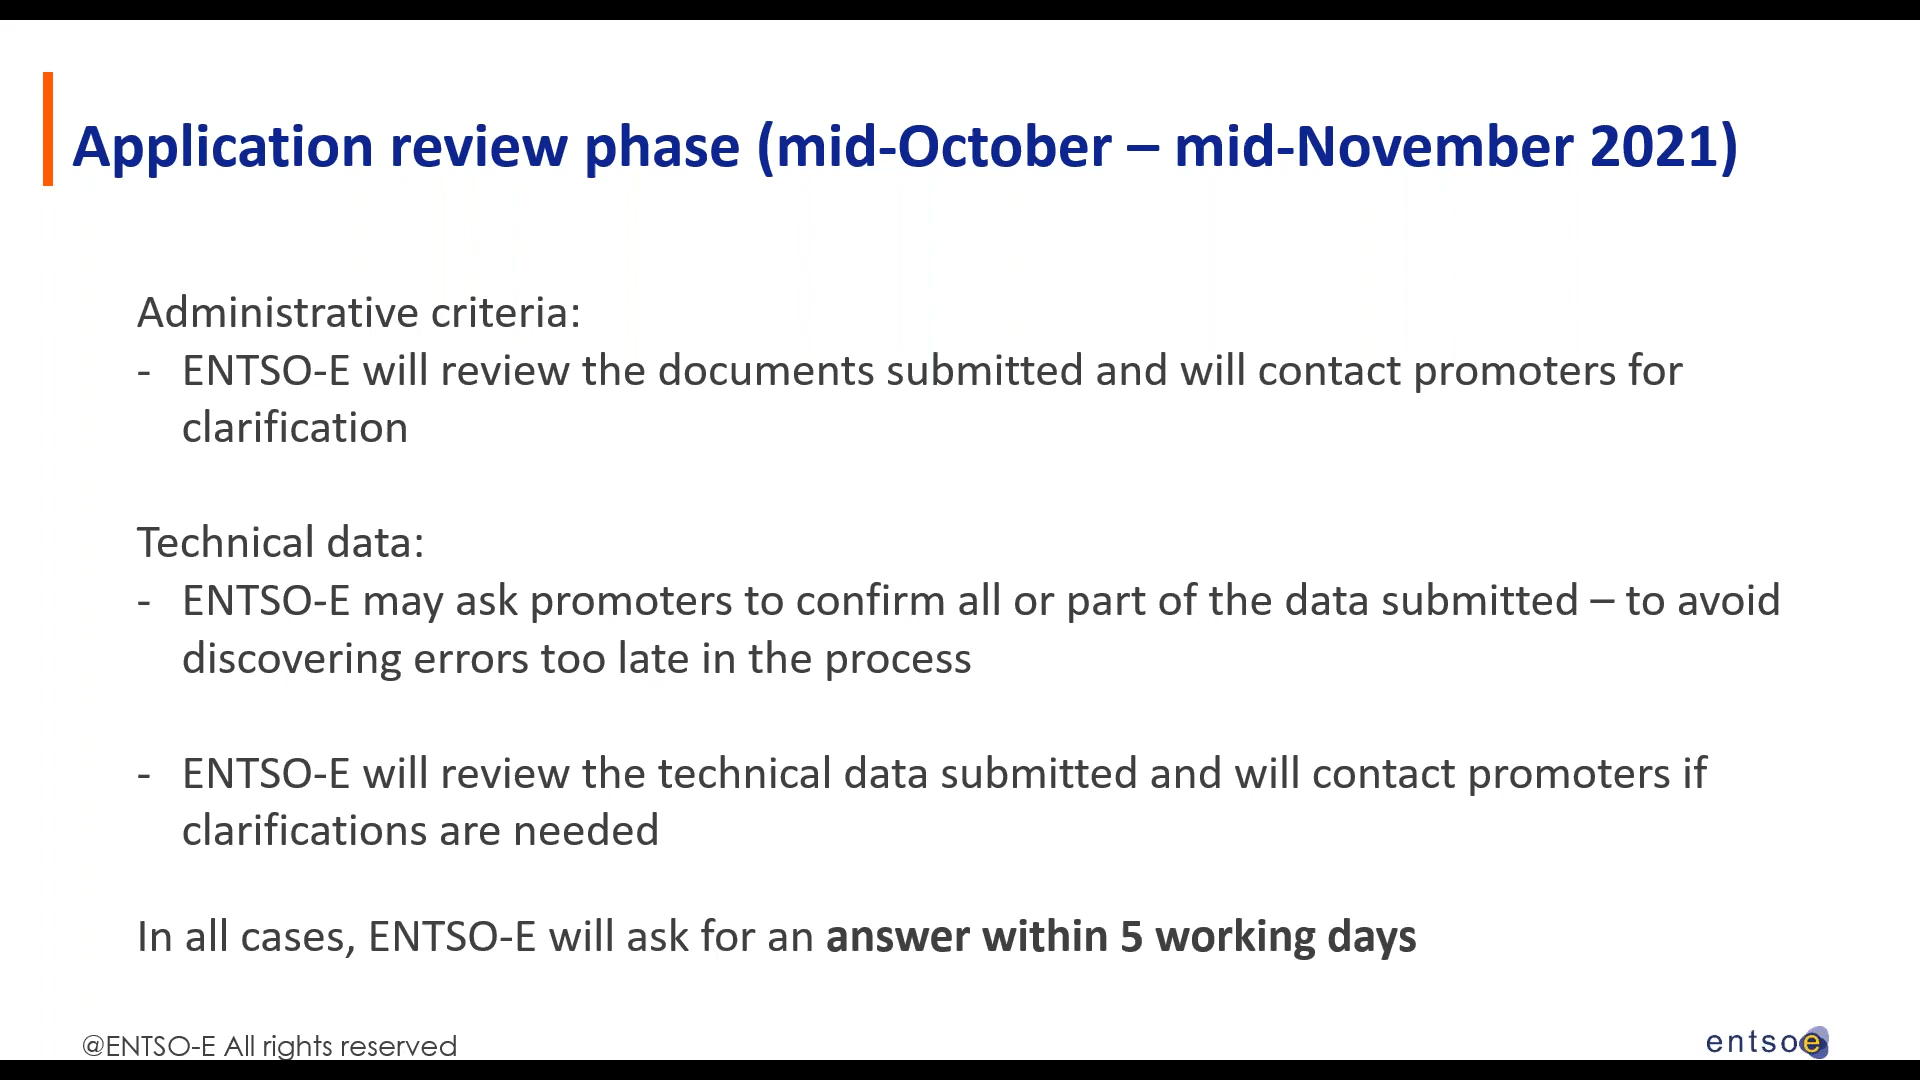 Application review phase (mid-October – mid-November 2021)
Administrative criteria:
- ENTSO-E will review the documents submitted and will contact promoters for
clarification
Technical data:
- ENTSO-E may ask promoters to confirm all or part of the data submitted – to avoid
discovering errors too late in the process
- ENTSO-E will review the technical data submitted and will contact promoters if
clarifications are needed
In all cases, ENTSO-E will ask for an answer within 5 working days
@ENTSO-E All rights reserved
entsoe